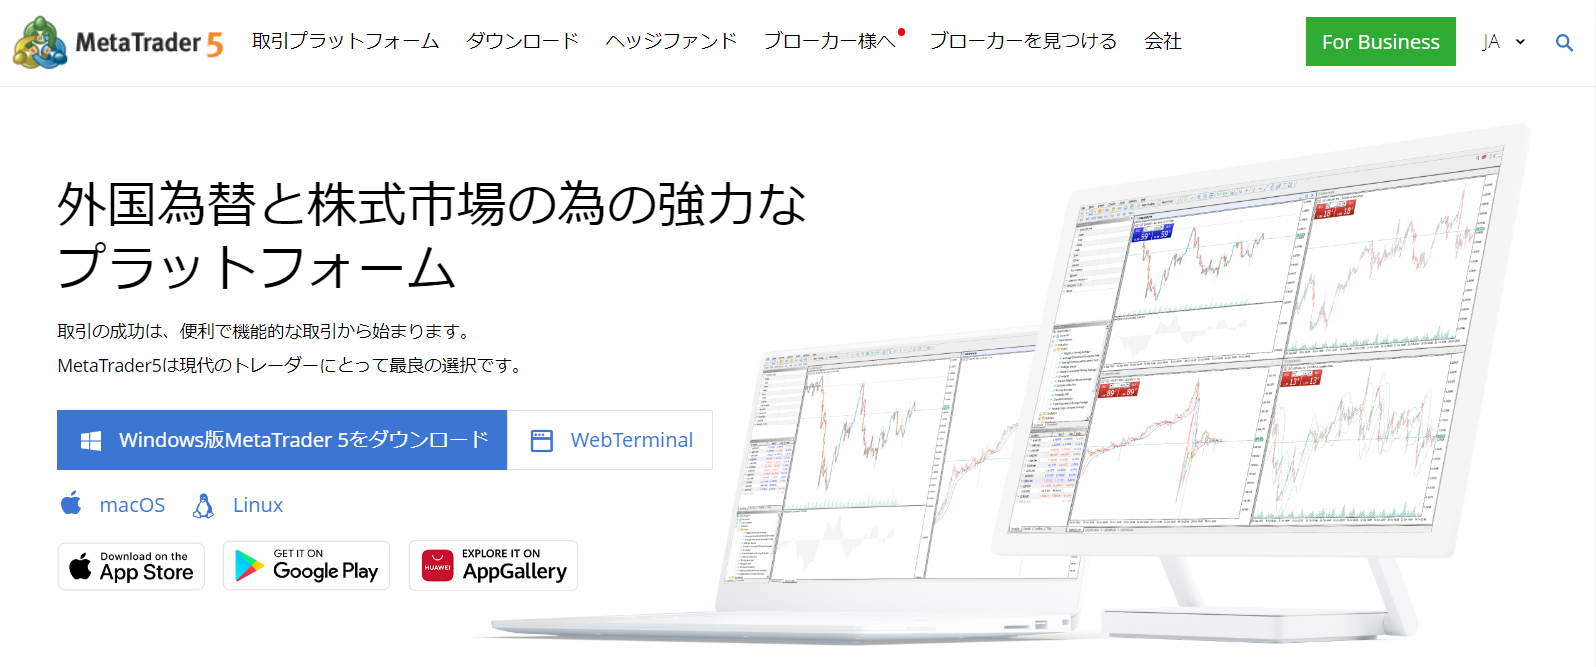 MetaTrader 5
取引プラットフォーム ダウンロード ヘッジファンド ブローカー様へ ブローカーを見つける 会社
For Business
JA
外国為替と株式市場の為の強力な
プラットフォーム
取引の成功は、便利で機能的な取引から始まります。
MetaTrader5は現代のトレーダーにとって最良の選択です。
Windows版MetaTrader 5をダウンロード
WebTerminal
macOS
Linux
Download on the
App Store
GET IT ON
Google Play
HUAWEI
EXPLORE IT ON
AppGallery